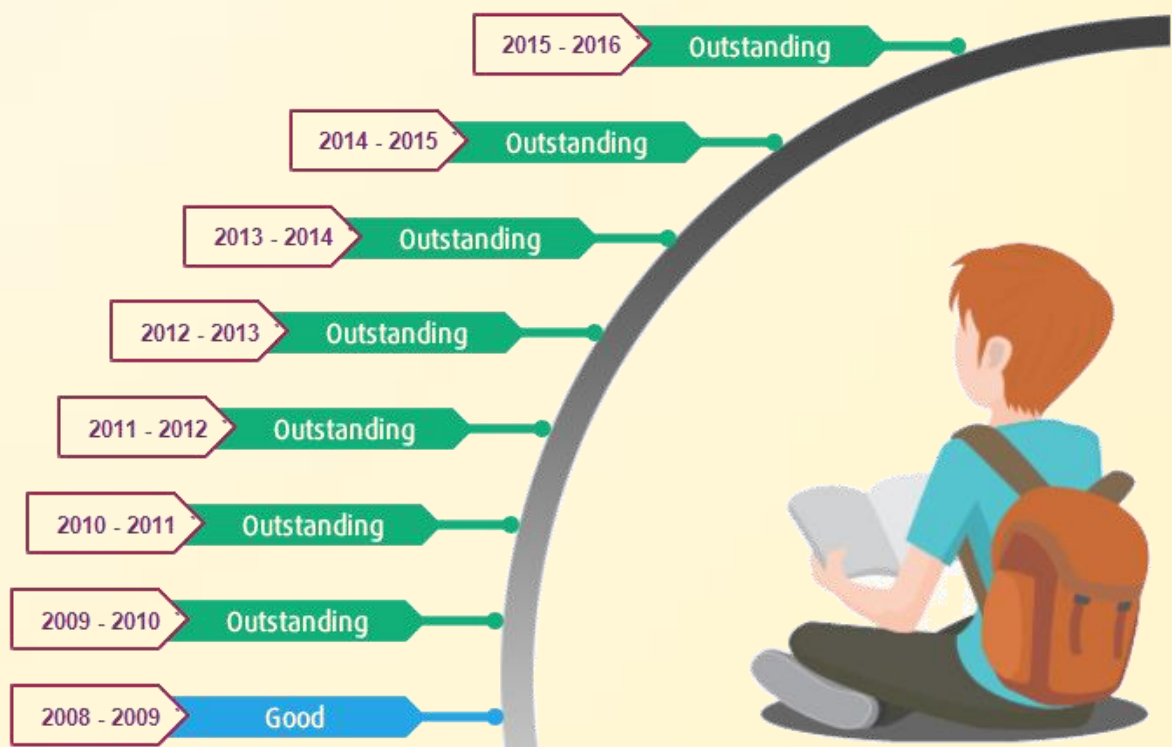 2015 - 2016 Outstanding
2014 - 2015 Outstanding
2013 - 2014 Outstanding
2012 - 2013 Outstanding
2011 - 2012 Outstanding
2010 - 2011 Outstanding
2009 - 2010 Outstanding
2008 - 2009 Good